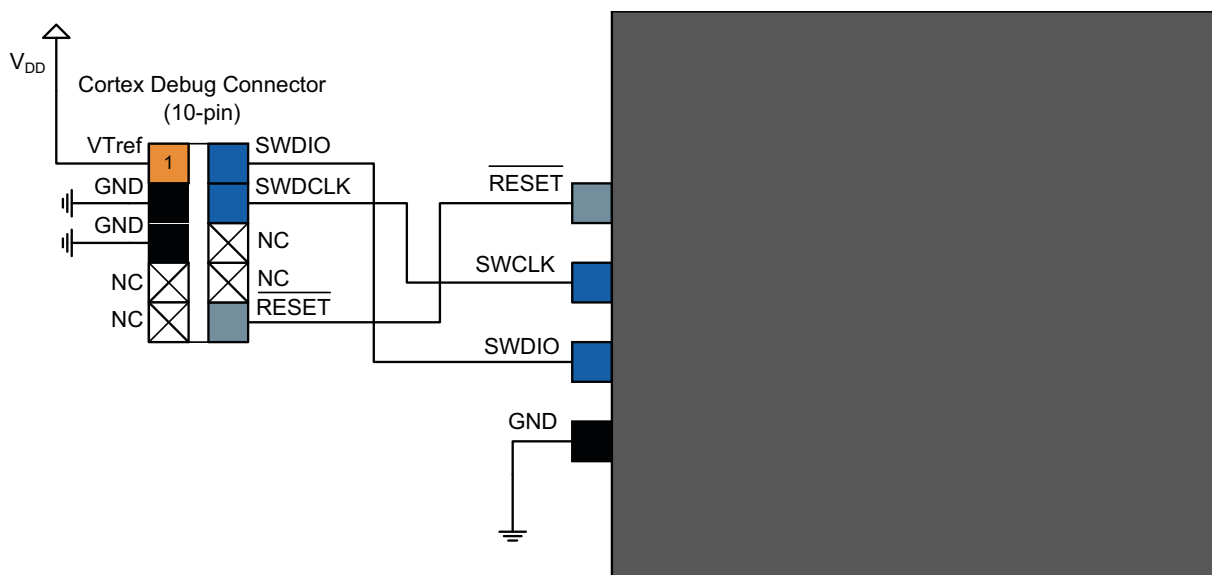 V_DD
Cortex Debug Connector
(10-pin)
VTref
1
SWDIO
GND
SWDCLK
GND
NC
NC
NC
NC
RESET
RESET
SWCLK
SWDIO
GND